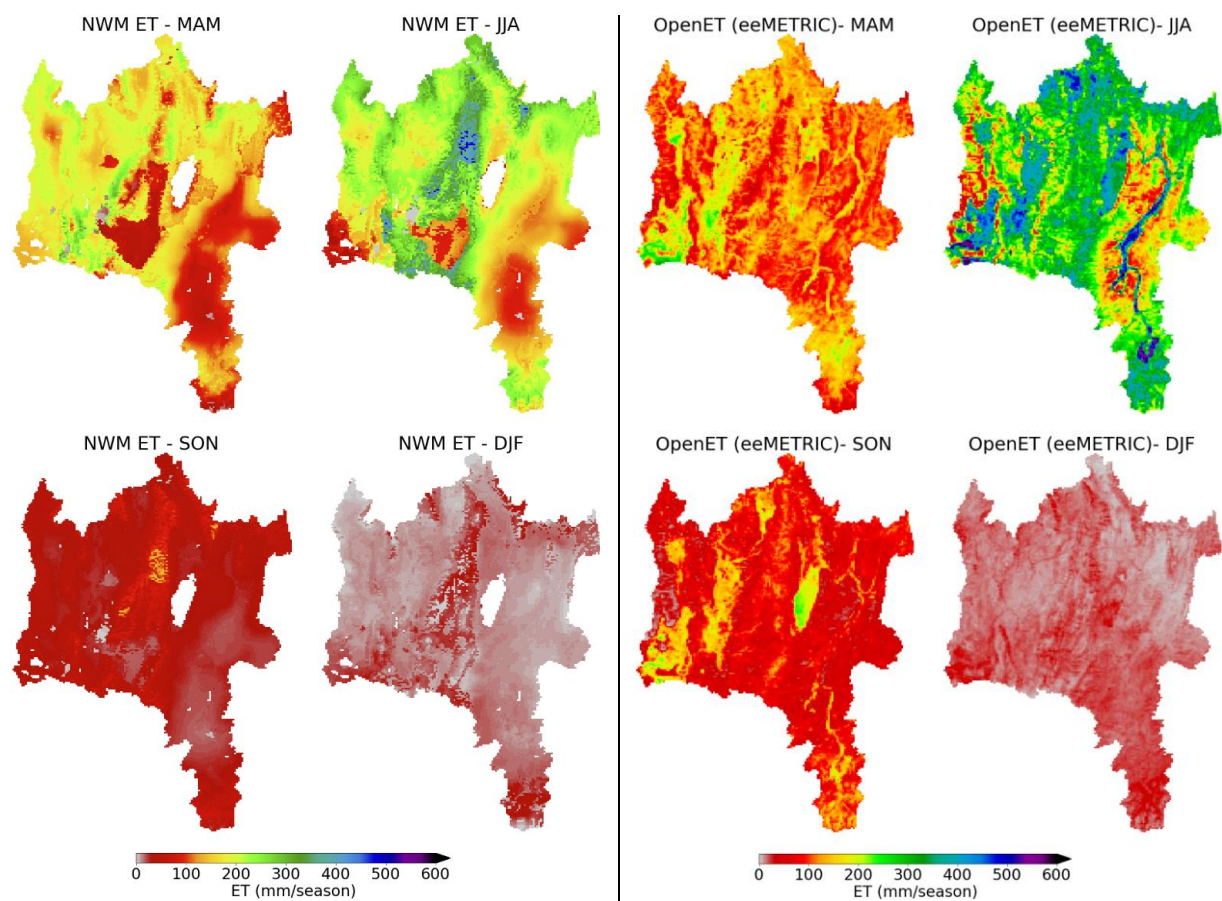 NWM ET - MAM
NWM ET - JJA
OpenET (eeMETRIC)- MAM
OpenET (eeMETRIC)- JJA
NWM ET - SON
NWM ET - DJF
OpenET (eeMETRIC)- SON
OpenET (eeMETRIC)- DJF
0 100 200 300 400 500 600
ET (mm/season)
0 100 200 300 400 500 600
ET (mm/season)